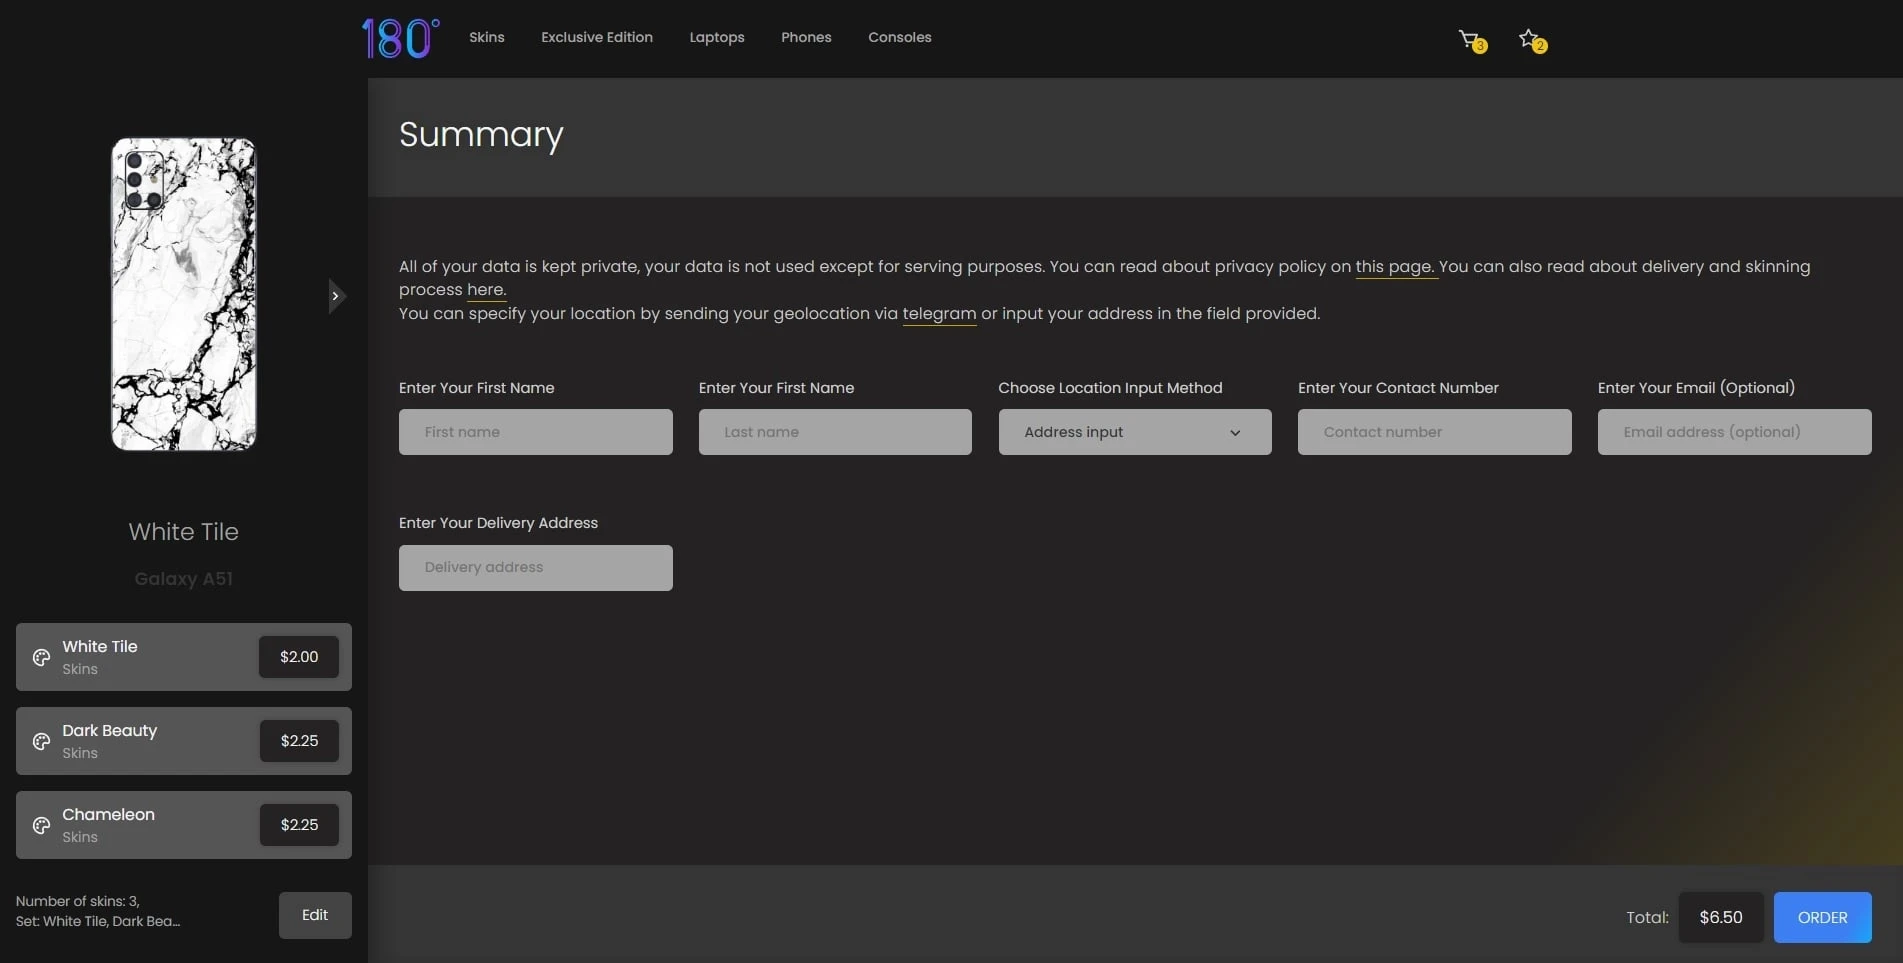 180°
Skins
Exclusive Edition
Laptops
Phones
Consoles
3
2
Summary
All of your data is kept private, your data is not used except for serving purposes. You can read about privacy policy on this page. You can also read about delivery and skinning
process here.
You can specify your location by sending your geolocation via telegram or input your address in the field provided.
Enter Your First Name
First name
Enter Your First Name
Last name
Choose Location Input Method
Address input
Enter Your Contact Number
Contact number
Enter Your Email (Optional)
Email address (optional)
Enter Your Delivery Address
Delivery address
White Tile
Galaxy A51
White Tile
Skins
$2.00
Dark Beauty
Skins
$2.25
Chameleon
Skins
$2.25
Number of skins: 3,
Set: White Tile, Dark Bea...
Edit
Total:
$6.50
ORDER